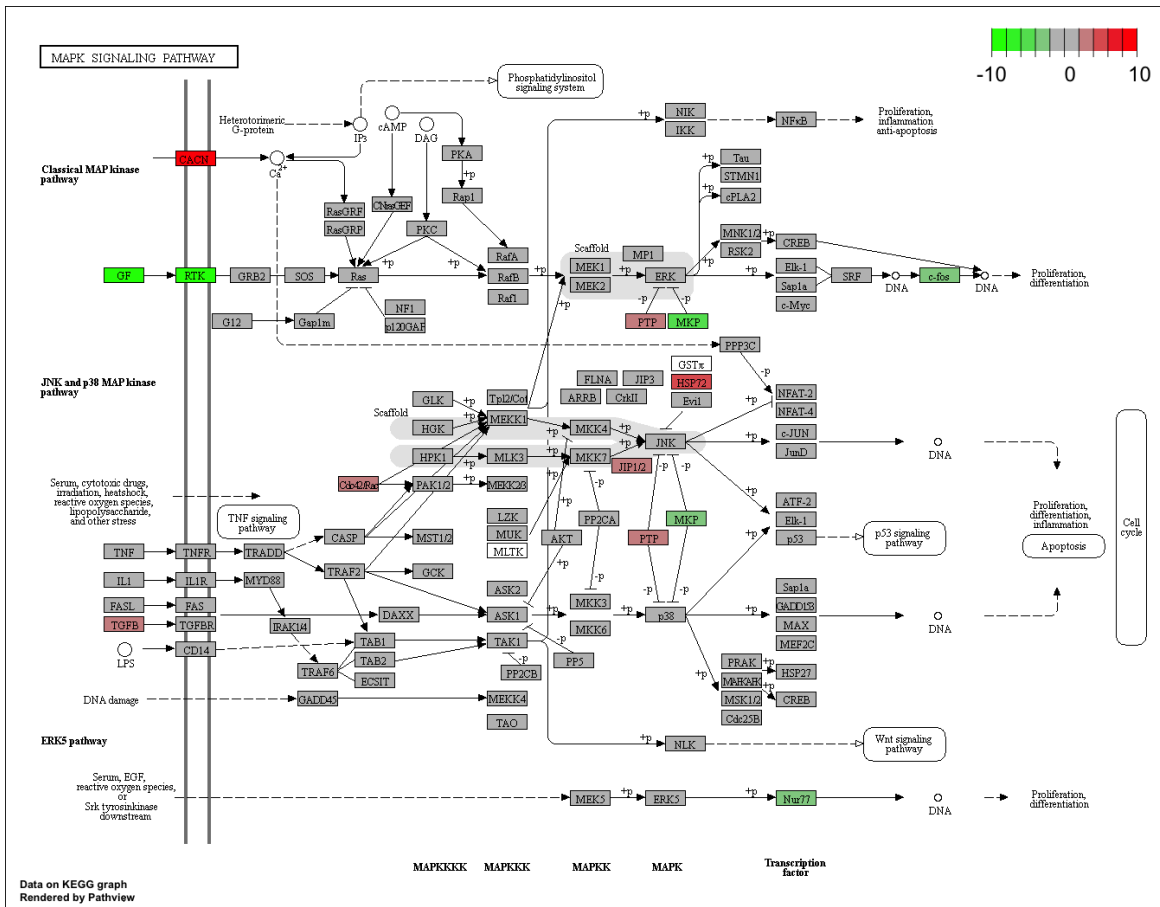 MAPK SIGNALING PATHWAY
-10 0 10
Phosphatidylinositol
signaling system
Heterotorimeric
G-protein
IP3
cAMP
DAG
NIK
IKK
+p
NFκB
Proliferation,
inflammation
anti-apoptosis
Classical MAP kinase
pathway
CACN
Ca2+
PKA
+p
Rap1
RasGRF
RasGRP
CNrasGEF
PKC
+p
Tau
STMN1
+p
cPLA2
GF
RTK
GRB2
SOS
Ras
+p
+p
RafA
RafB
Raf1
+p
Scaffold
MEK1
MEK2
+p
MP1
ERK
+p
MNK1/2
RSK2
+p
CREB
+p
Elk-1
Sap1a
c-Myc
SRF
DNA
c-fos
DNA
Proliferation,
differentiation
G12
Gap1m
NF1
p120GAP
+p
-p
-p
PTP
MKP
PPP3C
-p
JNK and p38 MAP kinase
pathway
GSTπ
HSP72
Evi1
FLNA
JIP3
ARRB
CrkII
NFAT-2
NFAT-4
Scaffold
GLK
+p
Tpl2/Cot
HGK
+p
MEKK1
MKK4
+p
JNK
+p
c-JUN
JunD
DNA
HPK1
+p
MLK3
+p
MKK7
+p
JIP1/2
Cdc42/Rac
PAK1/2
+p
MEKK2/3
+p
-p
-p
-p
Serum, cytotoxic drugs,
irradiation, heatshock,
reactive oxygen species,
lipopolysaccharide,
and other stress
TNF signaling
pathway
LZK
MUK
MLTK
PP2CA
AKT
MKP
PTP
+p
ATF-2
Elk-1
p53
p53 signaling
pathway
Proliferation,
differentiation,
inflammation
Apoptosis
Cell
cycle
TNF
TNFR
TRADD
CASP
MST1/2
IL1
IL1R
MYD88
TRAF2
GCK
+p
-p
-p
-p
FASL
FAS
DAXX
ASK2
ASK1
+p
MKK3
MKK6
+p
p38
+p
Sap1a
GADD153
MAX
MEF2C
DNA
TGFB
TGFBR
IRAK1/4
TAB1
TAK1
-p
LPS
CD14
TAB2
ECSIT
TRAF6
-p
PP2CB
PP5
+p
PRAK
MAPKAPK
MSK1/2
Cdc25B
+p
+p
HSP27
CREB
DNA damage
GADD45
MEKK4
TAO
ERK5 pathway
+p
NLK
Wnt signaling
pathway
Serum, EGF,
reactive oxygen species,
or
Srk tyrosinkinase
downstream
MEK5
+p
ERK5
+p
Nur77
DNA
Proliferation,
differentiation
MAPKKKK
MAPKKK
MAPKK
MAPK
Transcription
factor
Data on KEGG graph
Rendered by Pathview